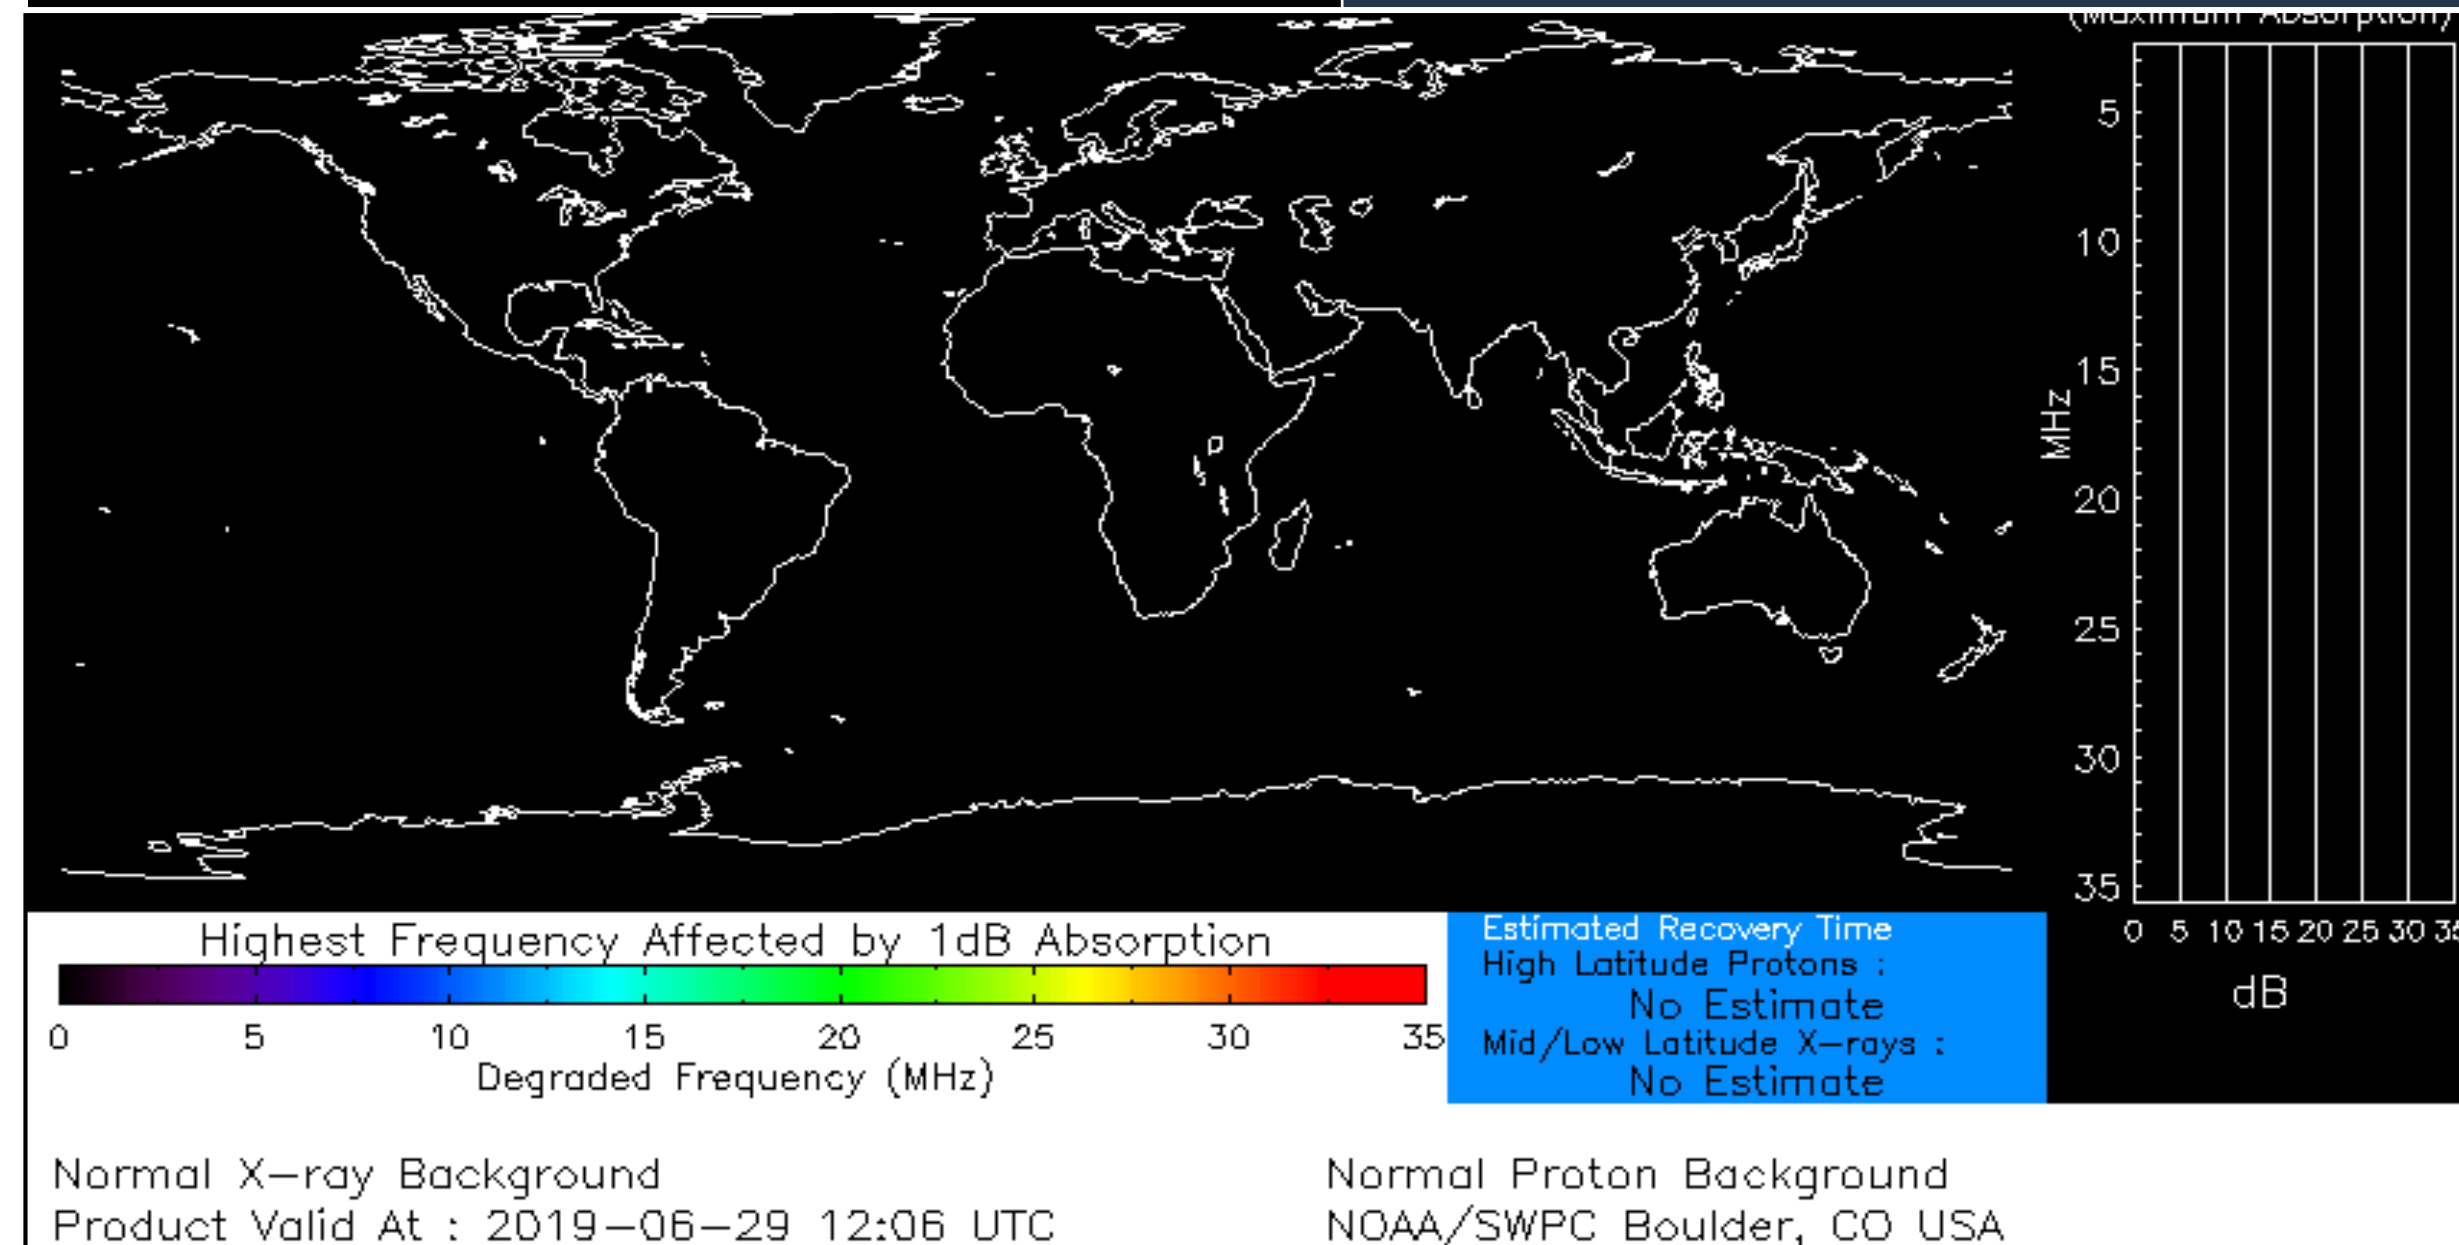 (Maximum Absorption)
5
10
15
20
25
30
35
MHz
0 5 10 15 20 25 30 35
dB
Highest Frequency Affected by 1dB Absorption
0 5 10 15 20 25 30 35
Degraded Frequency (MHz)
Estimated Recovery Time
High Latitude Protons :
No Estimate
Mid/Low Latitude X-rays :
No Estimate
Normal X-ray Background
Normal Proton Background
Product Valid At : 2019-06-29 12:06 UTC
NOAA/SWPC Boulder, CO USA